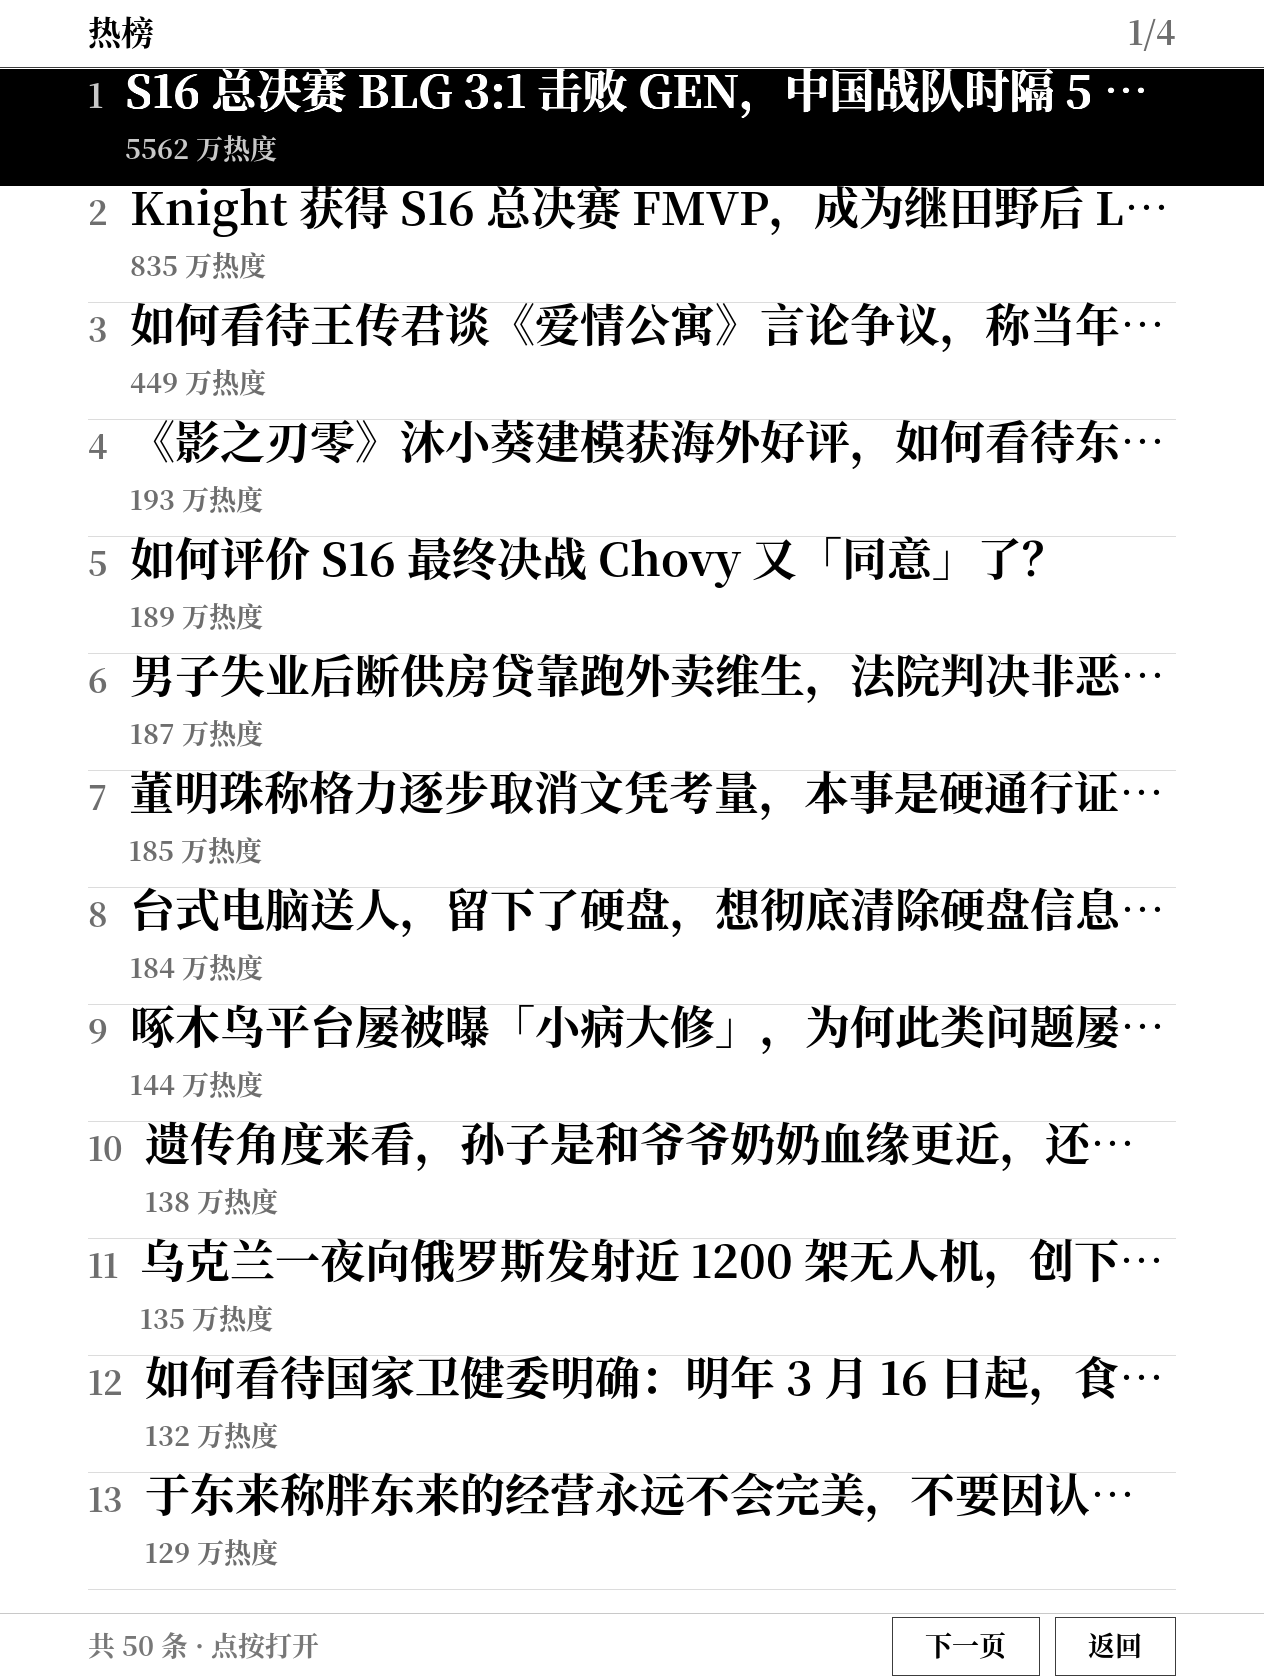 热榜
1/4
1 S16 总决赛 BLG 3:1 击败 GEN，中国战队时隔 5 …
5562 万热度
2 Knight 获得 S16 总决赛 FMVP，成为继田野后 L…
835 万热度
3 如何看待王传君谈《爱情公寓》言论争议，称当年…
449 万热度
4 《影之刃零》沐小葵建模获海外好评，如何看待东…
193 万热度
5 如何评价 S16 最终决战 Chovy 又「同意」了？
189 万热度
6 男子失业后断供房贷靠跑外卖维生，法院判决非恶…
187 万热度
7 董明珠称格力逐步取消文凭考量，本事是硬通行证…
185 万热度
8 台式电脑送人，留下了硬盘，想彻底清除硬盘信息…
184 万热度
9 啄木鸟平台屡被曝「小病大修」，为何此类问题屡…
144 万热度
10 遗传角度来看，孙子是和爷爷奶奶血缘更近，还…
138 万热度
11 乌克兰一夜向俄罗斯发射近 1200 架无人机，创下…
135 万热度
12 如何看待国家卫健委明确：明年 3 月 16 日起，食…
132 万热度
13 于东来称胖东来的经营永远不会完美，不要因认…
129 万热度
共 50 条 · 点按打开
下一页
返回